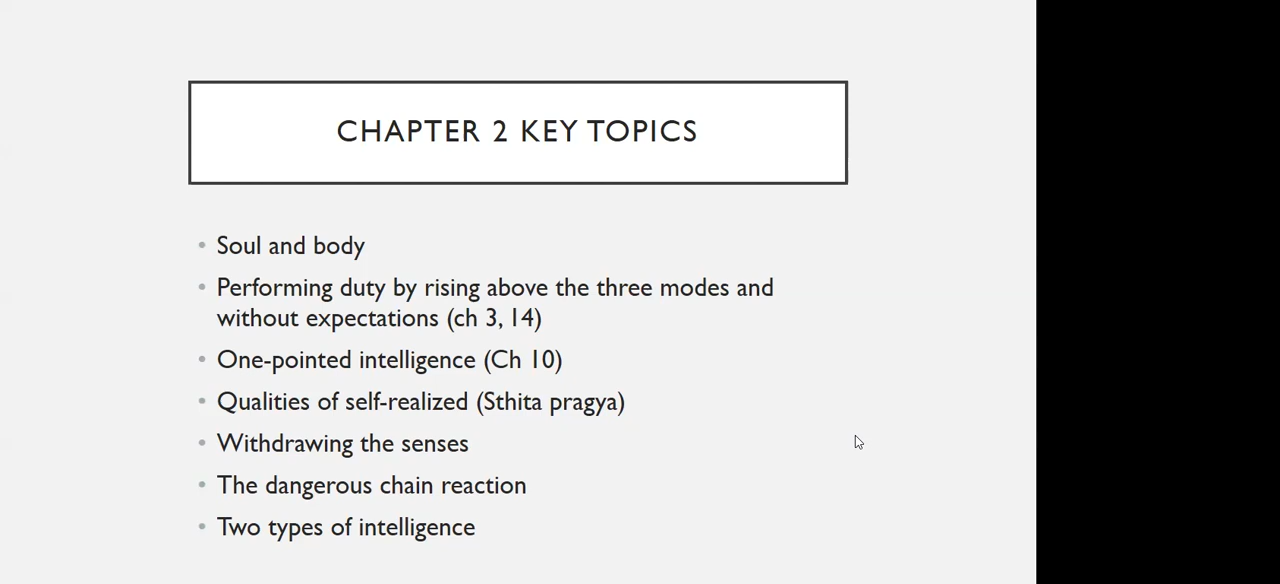 CHAPTER 2 KEY TOPICS
• Soul and body
• Performing duty by rising above the three modes and
without expectations (ch 3, 14)
• One-pointed intelligence (Ch 10)
• Qualities of self-realized (Sthita pragya)
• Withdrawing the senses
• The dangerous chain reaction
• Two types of intelligence